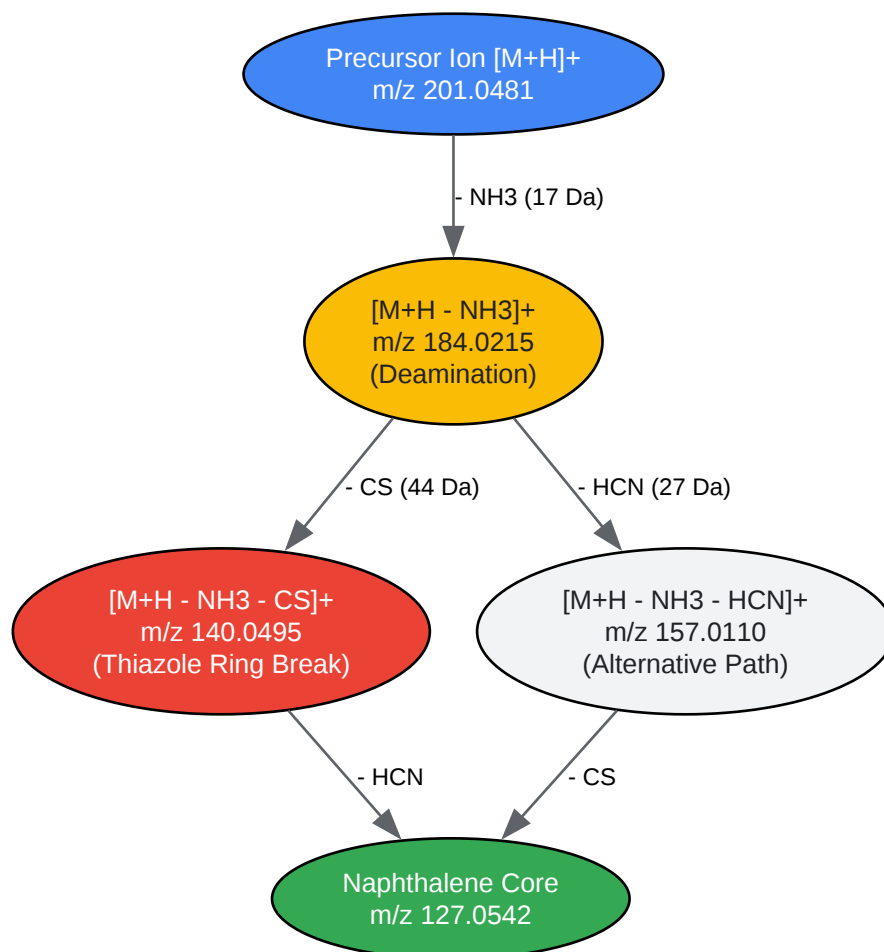 Precursor Ion [M+H]+
m/z 201.0481
- NH3 (17 Da)
[M+H - NH3]+
m/z 184.0215
(Deamination)
- CS (44 Da)
- HCN (27 Da)
[M+H - NH3 - CS]+
m/z 140.0495
(Thiazole Ring Break)
[M+H - NH3 - HCN]+
m/z 157.0110
(Alternative Path)
- HCN
- CS
Naphthalene Core
m/z 127.0542